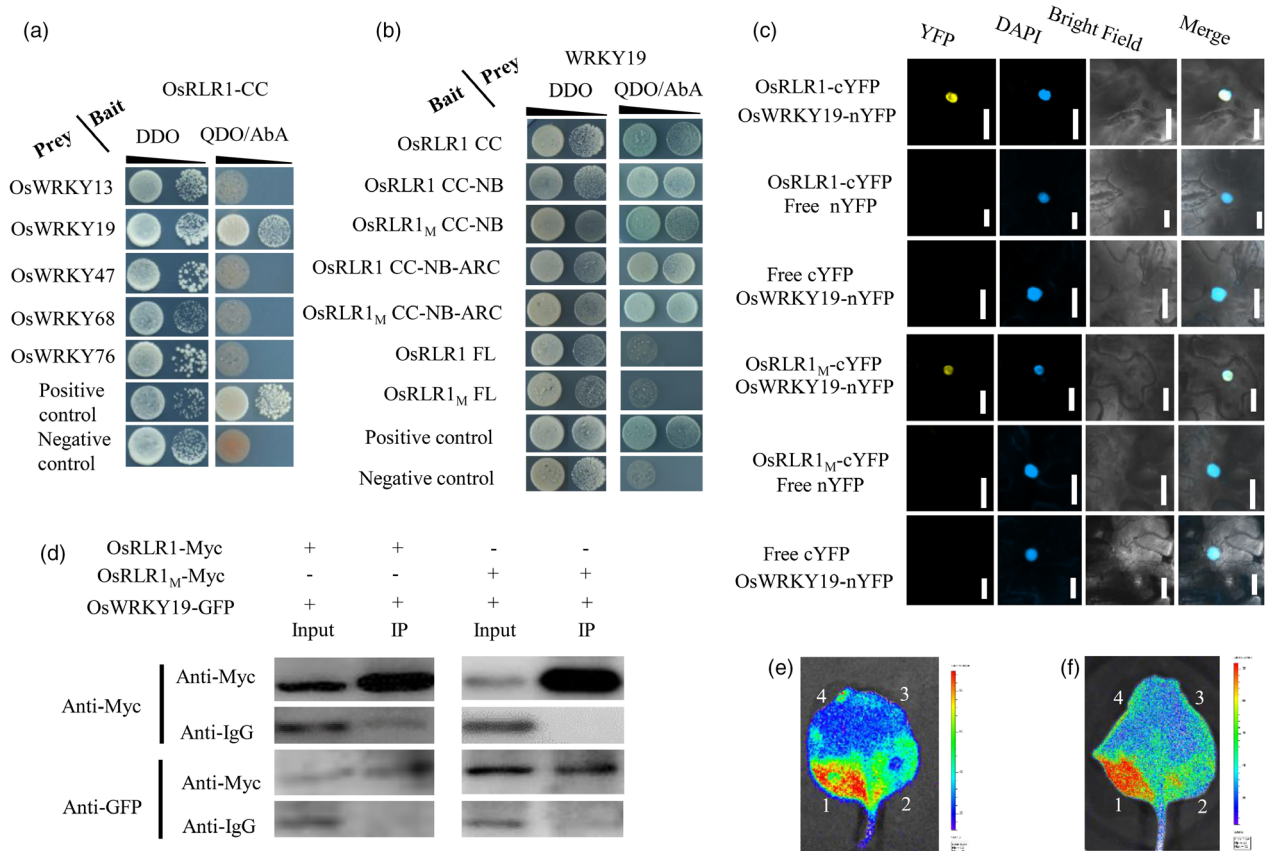 (a)
OsRLR1-CC
Prey
Bait
DDO QDO/AbA
OsWRKY13
OsWRKY19
OsWRKY47
OsWRKY68
OsWRKY76
Positive
control
Negative
control
(b)
WRKY19
Bait
Prey
DDO QDO/AbA
OsRLR1 CC
OsRLR1 CC-NB
OsRLR1M CC-NB
OsRLR1 CC-NB-ARC
OsRLR1M CC-NB-ARC
OsRLR1 FL
OsRLR1M FL
Positive control
Negative control
(c)
YFP DAPI Bright Field Merge
OsRLR1-cYFP
OsWRKY19-nYFP
OsRLR1-cYFP
Free nYFP
Free cYFP
OsWRKY19-nYFP
OsRLR1M-cYFP
OsWRKY19-nYFP
OsRLR1M-cYFP
Free nYFP
Free cYFP
OsWRKY19-nYFP
(d)
OsRLR1-Myc + + - -
OsRLR1M-Myc - - + +
OsWRKY19-GFP + + + +
Input IP Input IP
Anti-Myc
Anti-Myc
Anti-IgG
Anti-GFP
Anti-Myc
Anti-IgG
(e)
4 3
1 2
(f)
4 3
1 2